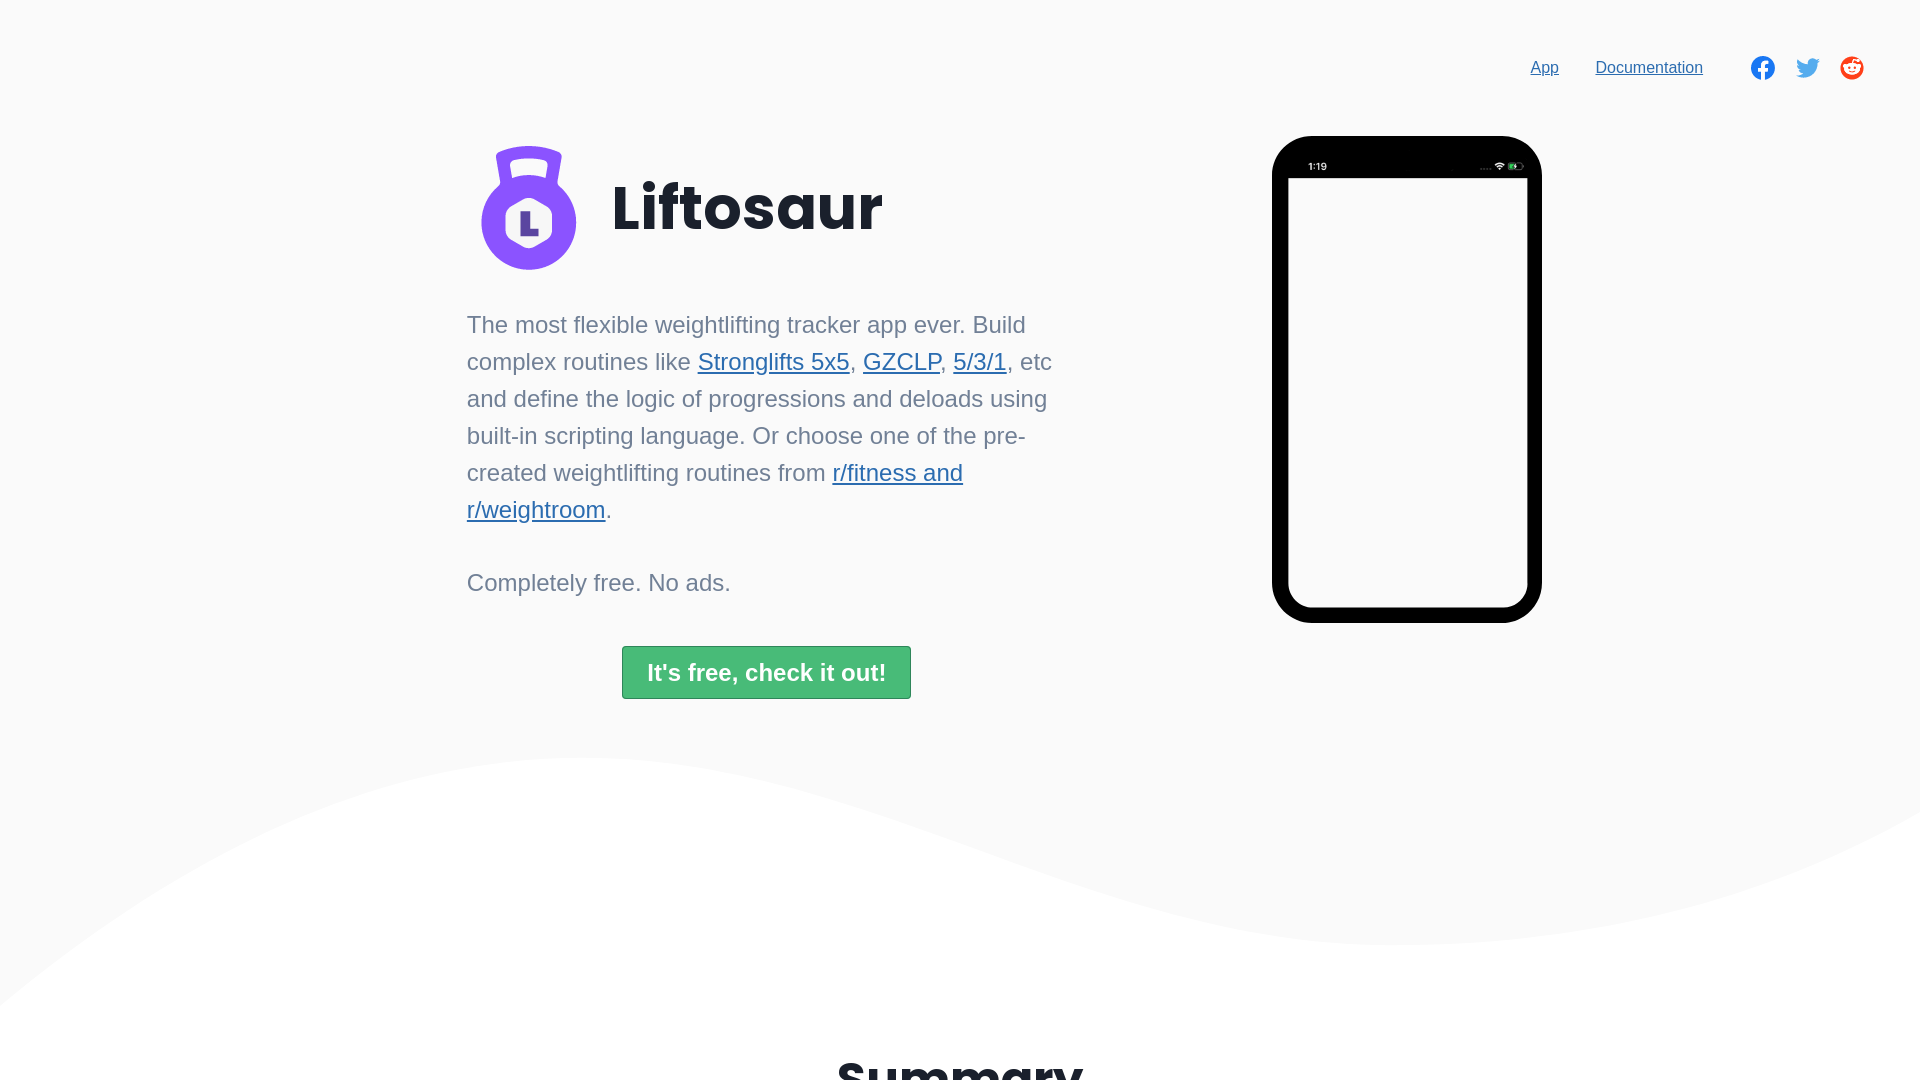 App
Documentation
1:19
L
Liftosaur
The most flexible weightlifting tracker app ever. Build
complex routines like Stronglifts 5x5, GZCLP, 5/3/1, etc
and define the logic of progressions and deloads using
built-in scripting language. Or choose one of the pre-
created weightlifting routines from r/fitness and
r/weightroom.
Completely free. No ads.
It's free, check it out!
Summary